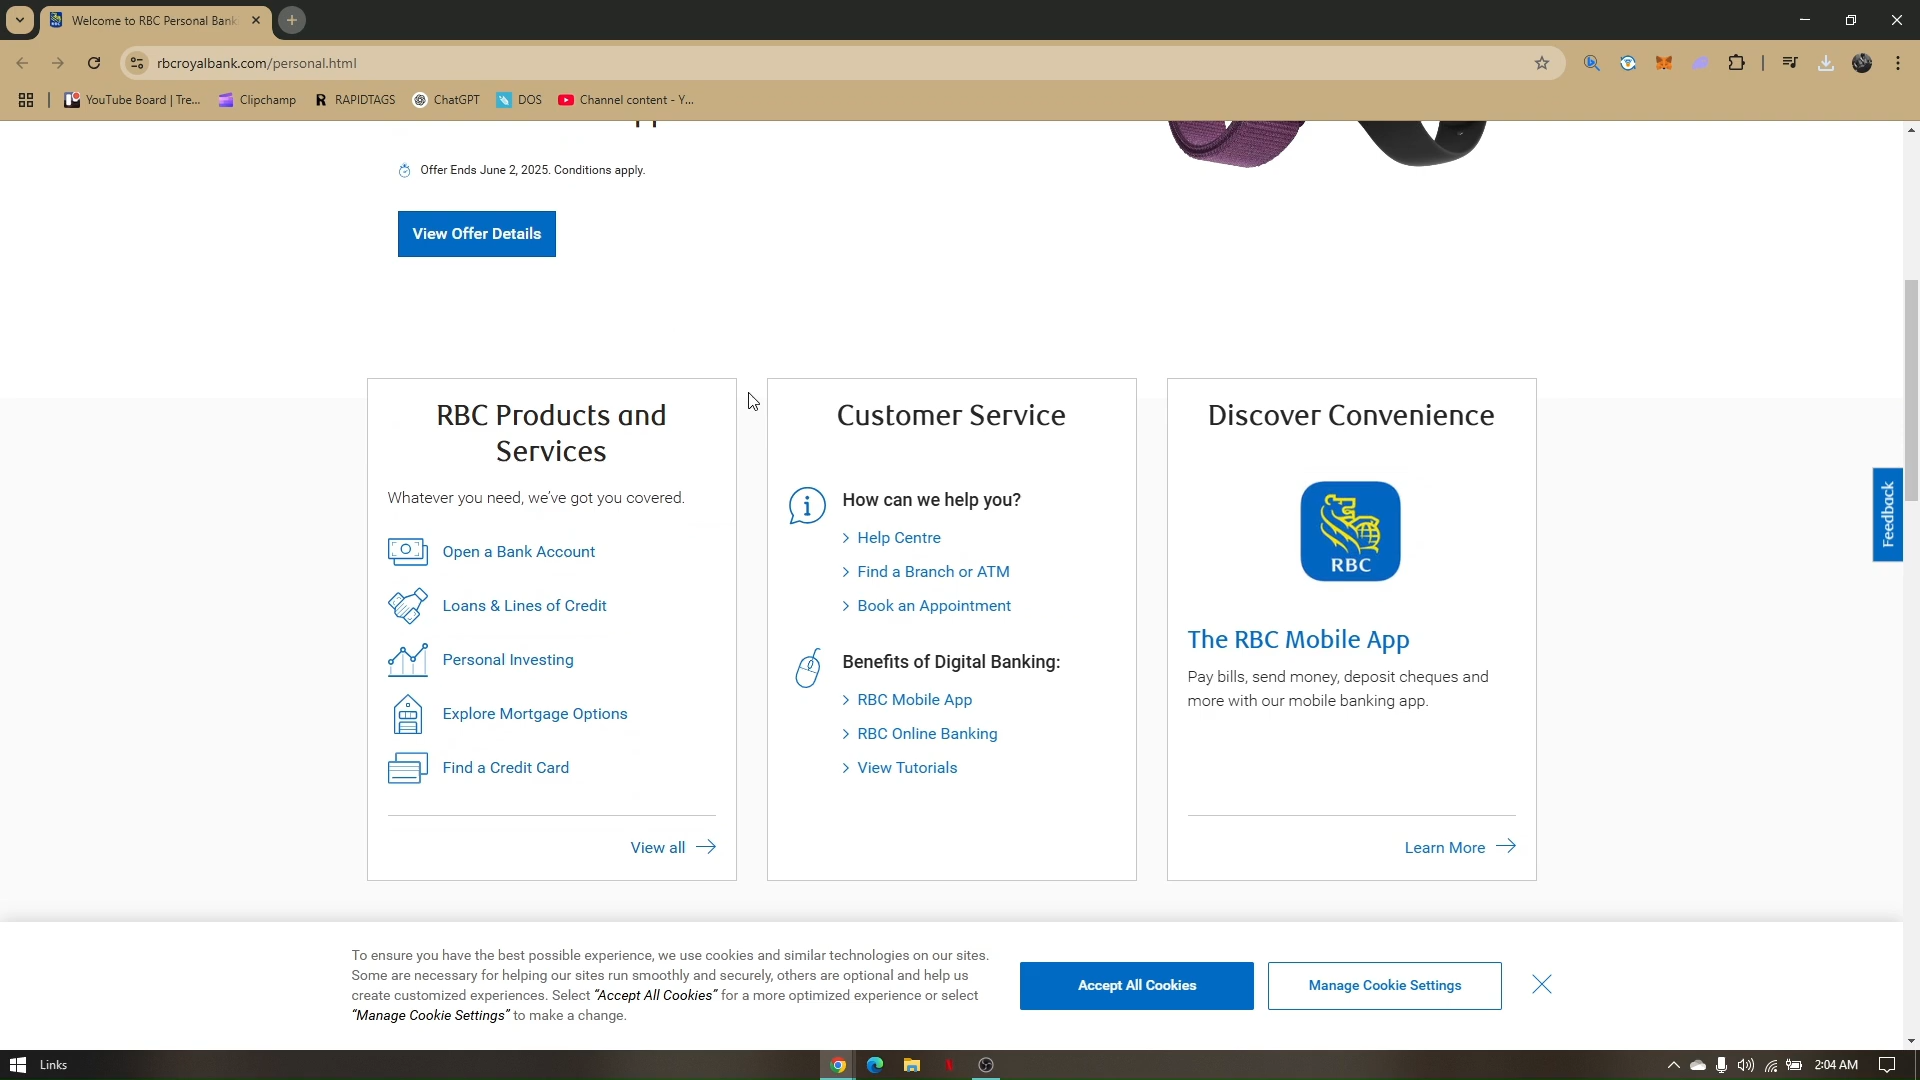 Welcome to RBC Personal Bank
rbcroyalbank.com/personal.html
YouTube Board | Tre...
Clipchamp
RAPIDTAGS
ChatGPT
DOS
Channel content - Y...
Offer Ends June 2, 2025. Conditions apply.
View Offer Details
RBC Products and
Services
Whatever you need, we've got you covered.
Open a Bank Account
Loans & Lines of Credit
Personal Investing
Explore Mortgage Options
Find a Credit Card
View all
Customer Service
How can we help you?
Help Centre
Find a Branch or ATM
Book an Appointment
Benefits of Digital Banking:
RBC Mobile App
RBC Online Banking
View Tutorials
Discover Convenience
RBC
The RBC Mobile App
Pay bills, send money, deposit cheques and
more with our mobile banking app.
Learn More
Feedback
To ensure you have the best possible experience, we use cookies and similar technologies on our sites.
Some are necessary for helping our sites run smoothly and securely, others are optional and help us
create customized experiences. Select "Accept All Cookies" for a more optimized experience or select
"Manage Cookie Settings" to make a change.
Accept All Cookies
Manage Cookie Settings
Links
2:04 AM